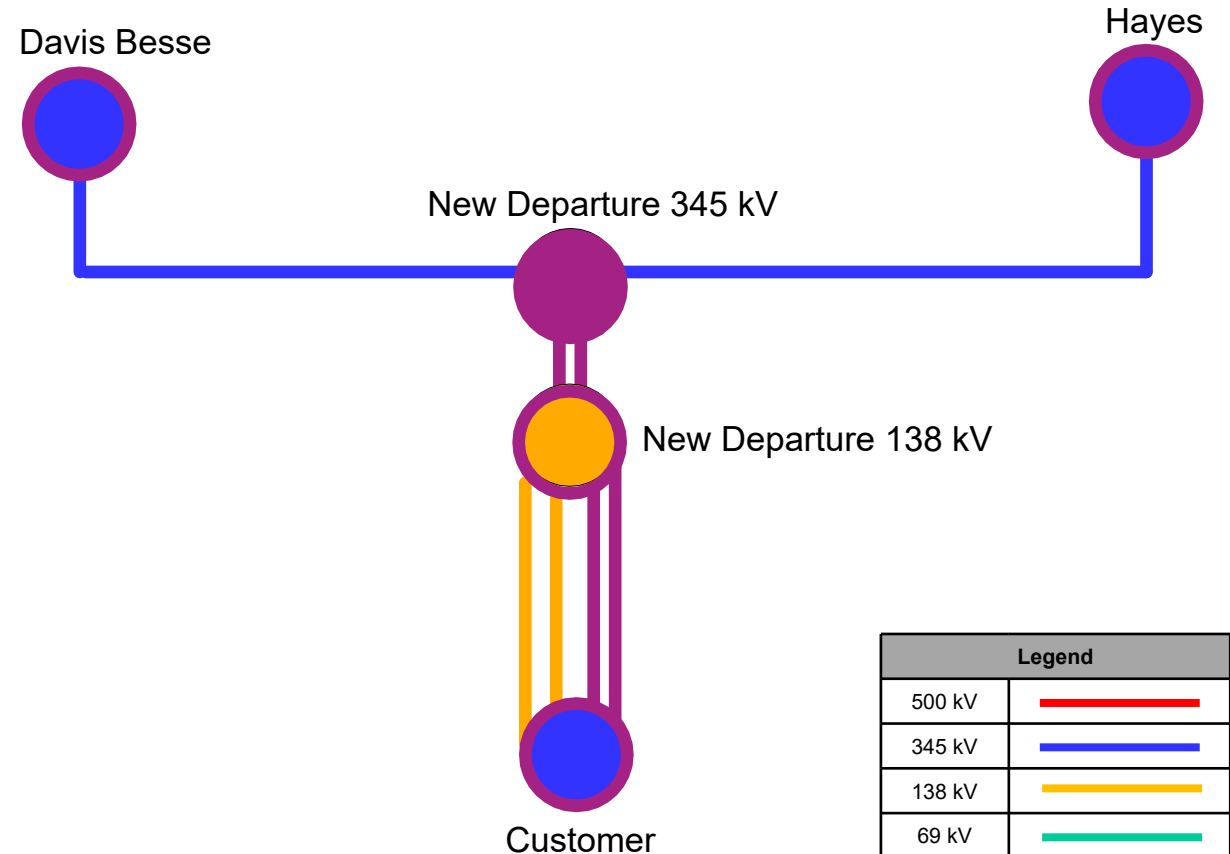 Hayes
Davis Besse
New Departure 345 kV
New Departure 138 kV
Legend
500 kV
345 kV
138 kV
69 kV
Customer